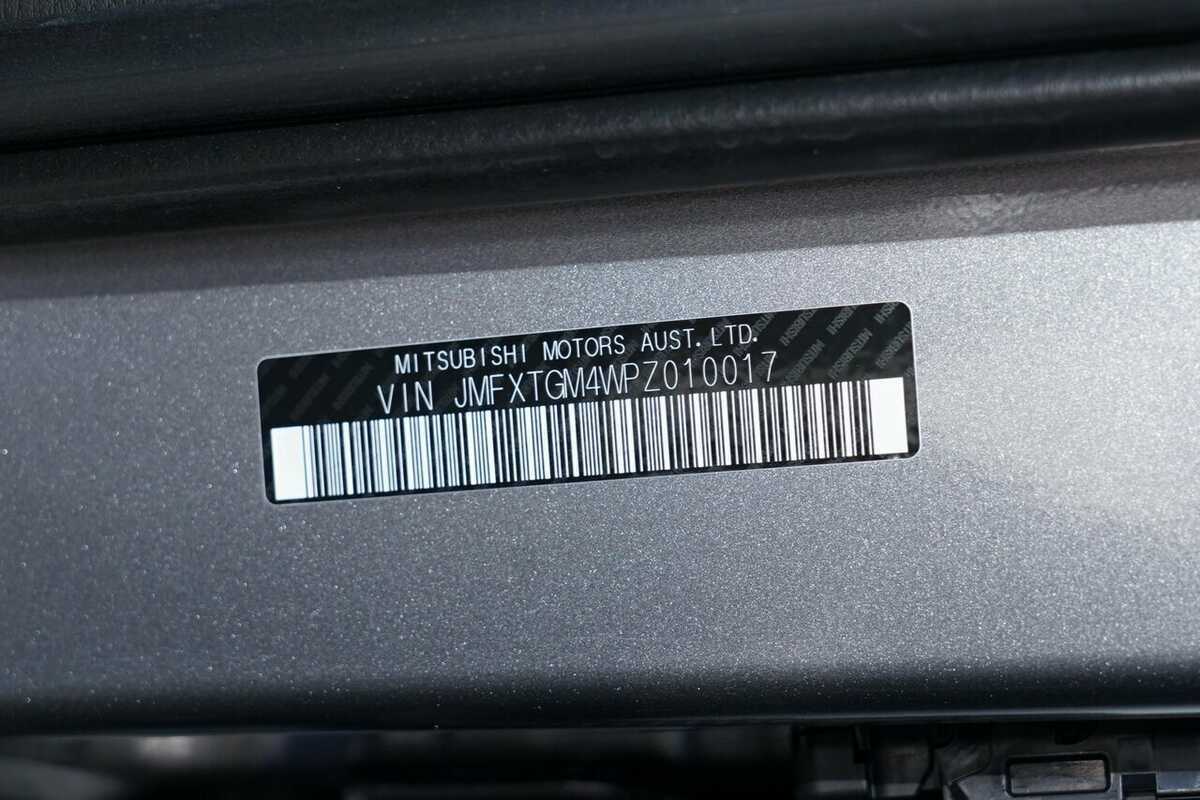 MITSUBISHI MOTORS AUST. LTD.
VIN JMFXTGM4WPZ010017